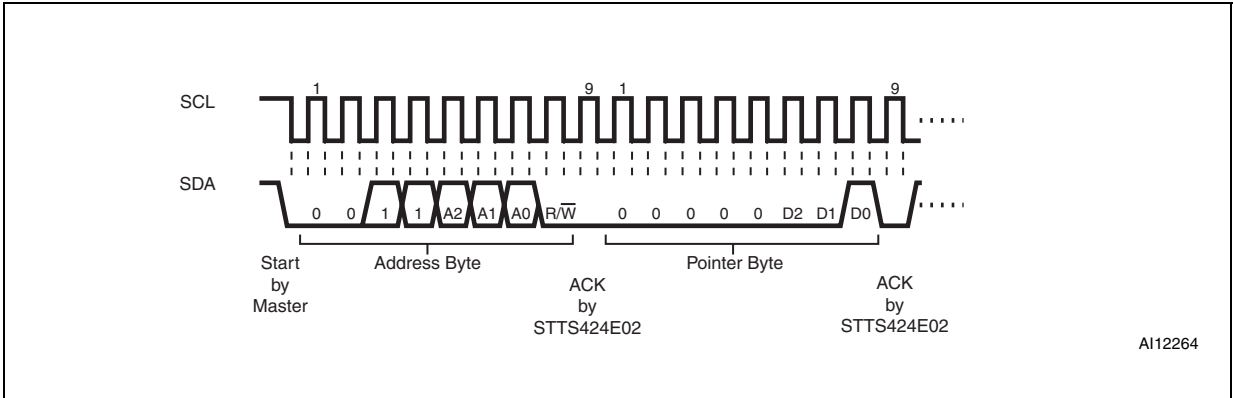 1 9 1 9
SCL
SDA
0 0 1 1 A2 A1 A0 R/W 0 0 0 0 0 D2 D1 D0
Start
by
Master
Address Byte
ACK
by
STTS424E02
Pointer Byte
ACK
by
STTS424E02
AI12264